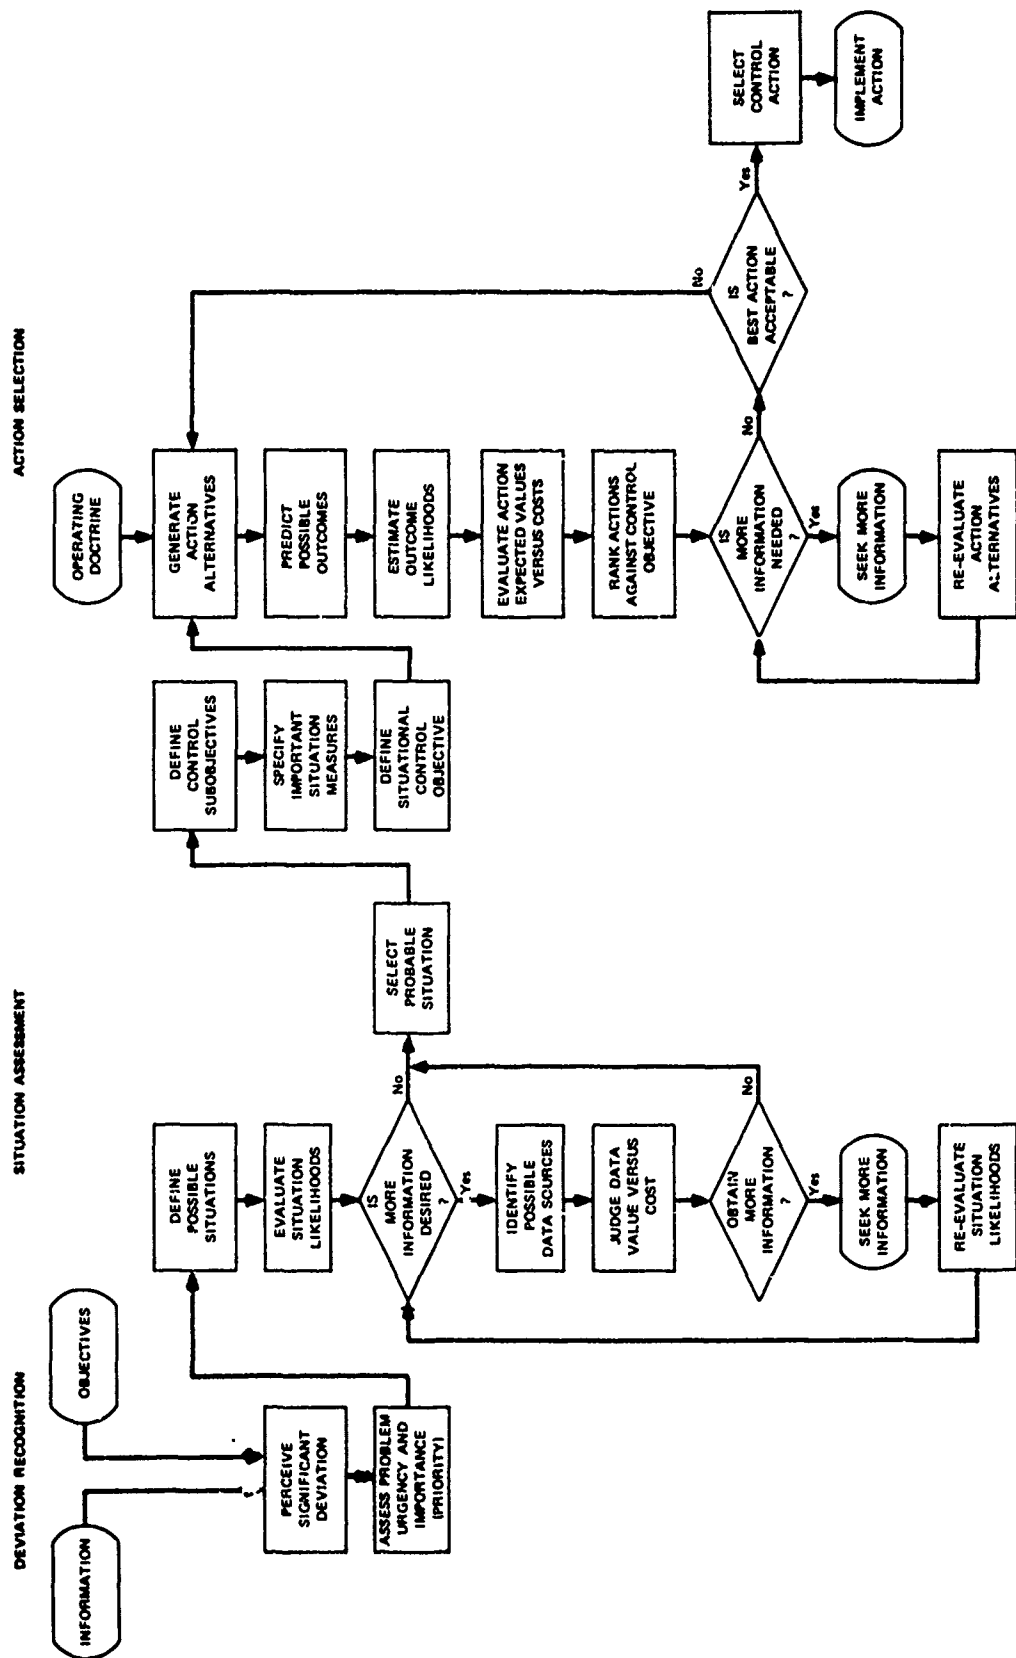 DEVIATION RECOGNITION
INFORMATION
OBJECTIVES
PERCEIVE
SIGNIFICANT
DEVIATION
ASSESS PROBLEM
URGENCY AND
IMPORTANCE
(PRIORITY)
SITUATION ASSESSMENT
DEFINE
POSSIBLE
SITUATIONS
EVALUATE
SITUATION
LIKELIHOODS
IS
MORE
INFORMATION
DESIRED
?
No
Yes
IDENTIFY
POSSIBLE
DATA SOURCES
JUDGE DATA
VALUE VERSUS
COST
OBTAIN
MORE
INFORMATION
?
No
Yes
SEEK MORE
INFORMATION
RE-EVALUATE
SITUATION
LIKELIHOODS
SELECT
PROBABLE
SITUATION
DEFINE
CONTROL
SUBOBJECTIVES
SPECIFY
IMPORTANT
SITUATION
MEASURES
DEFINE
SITUATIONAL
CONTROL
OBJECTIVE
ACTION SELECTION
OPERATING
DOCTRINE
GENERATE
ACTION
ALTERNATIVES
PREDICT
POSSIBLE
OUTCOMES
ESTIMATE
OUTCOME
LIKELIHOODS
EVALUATE ACTION
EXPECTED VALUES
VERSUS COSTS
RANK ACTIONS
AGAINST CONTROL
OBJECTIVE
IS
MORE
INFORMATION
NEEDED
?
No
Yes
SEEK MORE
INFORMATION
RE-EVALUATE
ACTION
ALTERNATIVES
IS
BEST ACTION
ACCEPTABLE
?
No
Yes
SELECT
CONTROL
ACTION
IMPLEMENT
ACTION